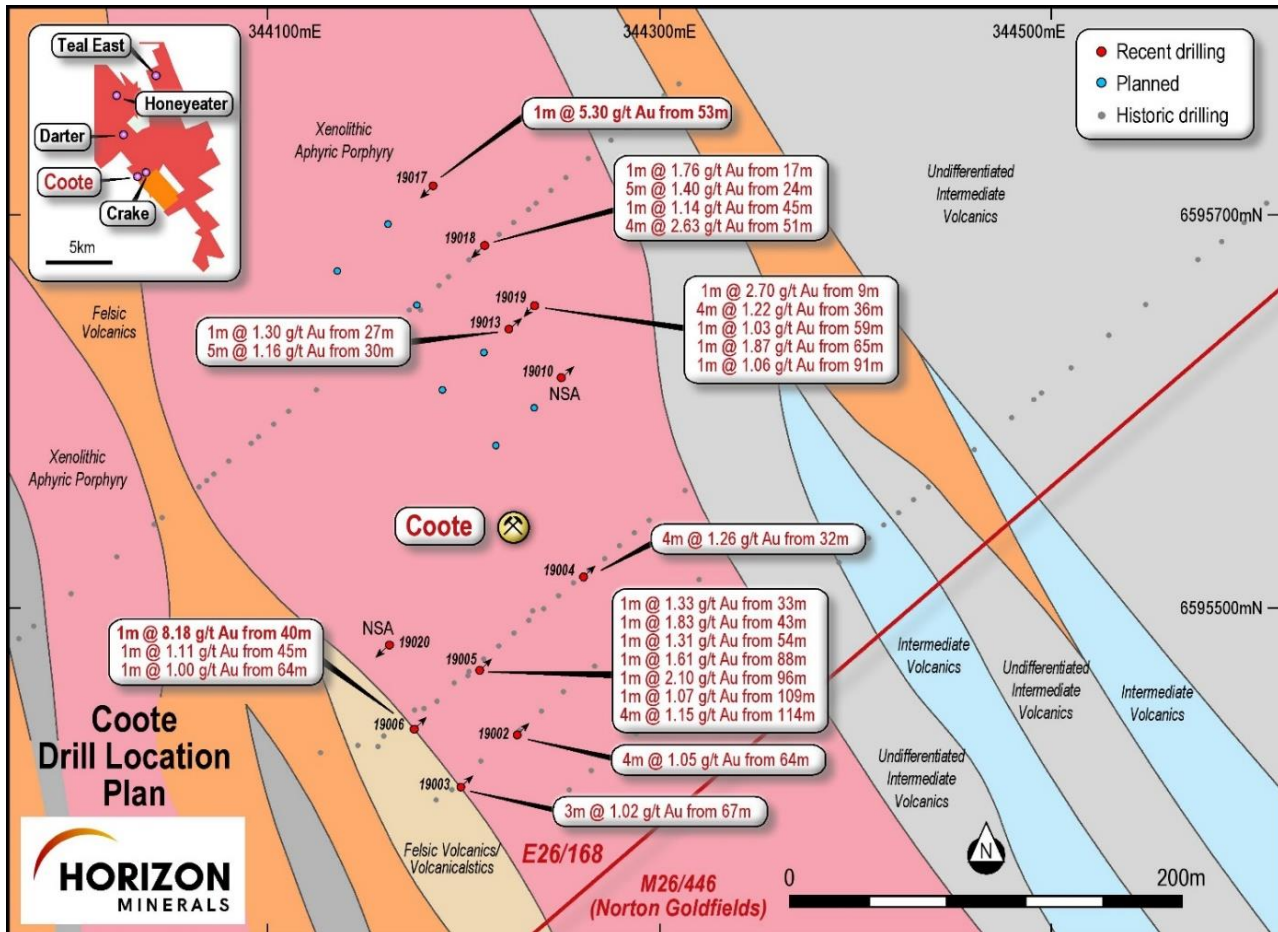 344100mE
344300mE
344500mE
Teal East
Honeyeater
Darter
Coote
Crake
5km
Recent drilling
Planned
Historic drilling
1m @ 5.30 g/t Au from 53m
Xenolithic
Aphyric Porphyry
19017
1m @ 1.76 g/t Au from 17m
5m @ 1.40 g/t Au from 24m
1m @ 1.14 g/t Au from 45m
4m @ 2.63 g/t Au from 51m
Undifferentiated
Intermediate
Volcanics
6595700mN
19018
19019
1m @ 2.70 g/t Au from 9m
4m @ 1.22 g/t Au from 36m
1m @ 1.03 g/t Au from 59m
1m @ 1.87 g/t Au from 65m
1m @ 1.06 g/t Au from 91m
Felsic
Volcanics
1m @ 1.30 g/t Au from 27m
5m @ 1.16 g/t Au from 30m
19013
19010
NSA
Xenolithic
Aphyric Porphyry
Coote
4m @ 1.26 g/t Au from 32m
19004
6595500mN
1m @ 1.33 g/t Au from 33m
1m @ 1.83 g/t Au from 43m
1m @ 1.31 g/t Au from 54m
1m @ 1.61 g/t Au from 88m
1m @ 2.10 g/t Au from 96m
1m @ 1.07 g/t Au from 109m
4m @ 1.15 g/t Au from 114m
1m @ 8.18 g/t Au from 40m
1m @ 1.11 g/t Au from 45m
1m @ 1.00 g/t Au from 64m
NSA
19020
19005
Intermediate
Volcanics
Undifferentiated
Intermediate
Volcanics
Intermediate
Volcanics
19006
19002
4m @ 1.05 g/t Au from 64m
Undifferentiated
Intermediate
Volcanics
19003
3m @ 1.02 g/t Au from 67m
Coote
Drill Location
Plan
Felsic Volcanics/
Volcanicalstics
E26/168
M26/446
(Norton Goldfields)
N
0
200m
HORIZON
MINERALS